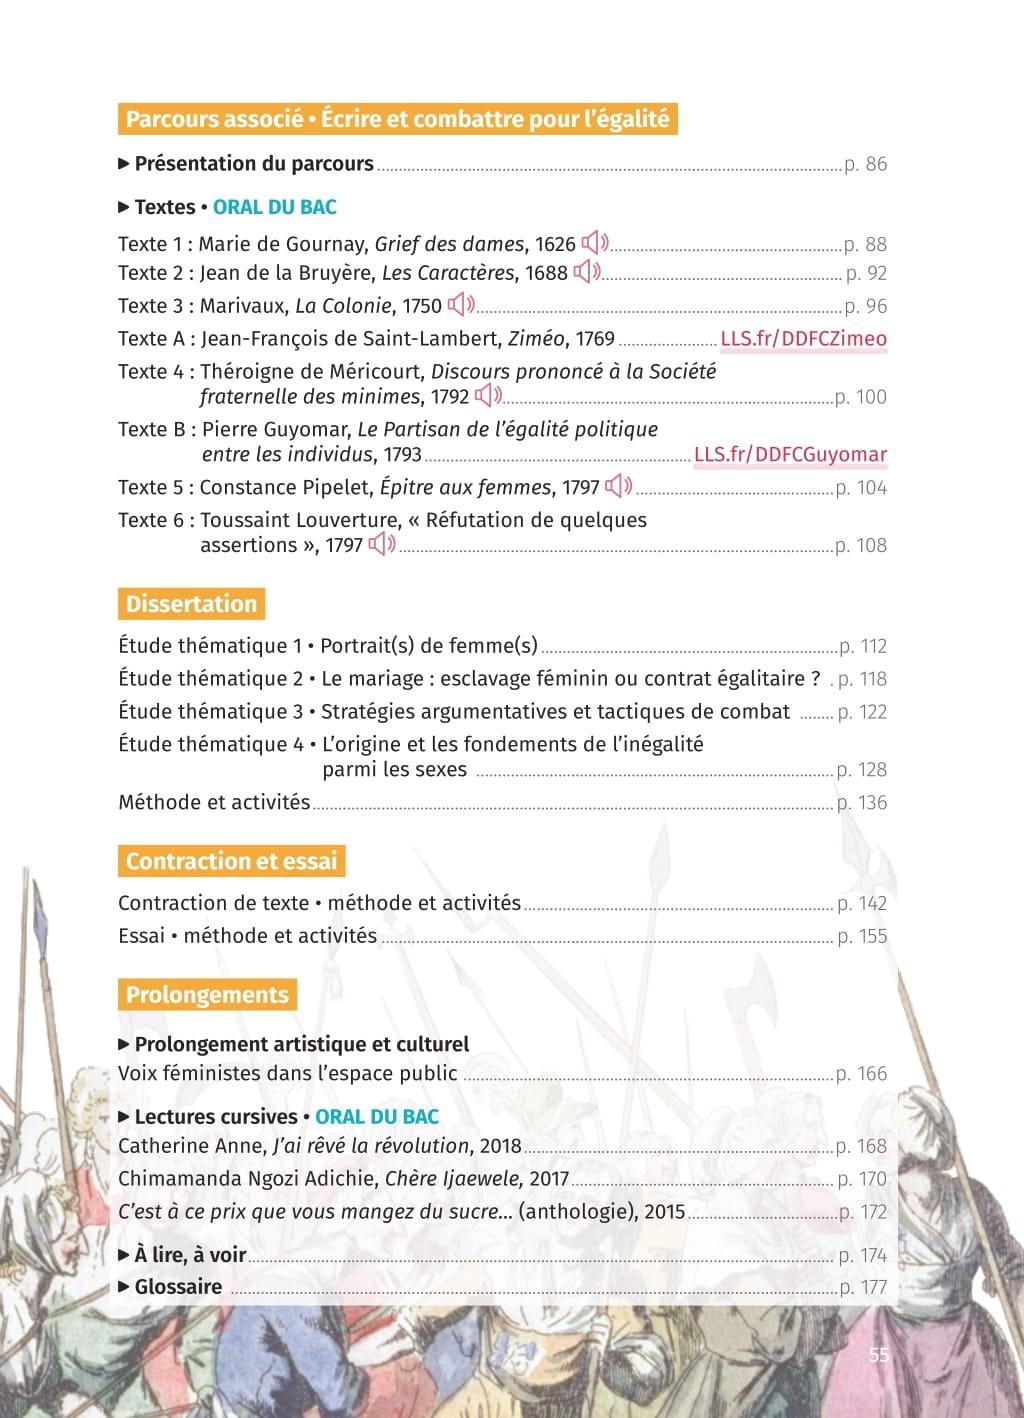 Parcours associé • Écrire et combattre pour l’égalité
▶ Présentation du parcours ........ p. 86
▶ Textes • ORAL DU BAC
Texte 1 : Marie de Gournay, Grief des dames, 1626 ........ p. 88
Texte 2 : Jean de la Bruyère, Les Caractères, 1688 ........ p. 92
Texte 3 : Marivaux, La Colonie, 1750 ........ p. 96
Texte A : Jean-François de Saint-Lambert, Ziméo, 1769 ........ LLS.fr/DDFCZimeo
Texte 4 : Théroigne de Méricourt, Discours prononcé à la Société
fraternelle des minimes, 1792 ........ p. 100
Texte B : Pierre Guyomar, Le Partisan de l’égalité politique
entre les individus, 1793 ........ LLS.fr/DDFCGuyomar
Texte 5 : Constance Pipelet, Épitre aux femmes, 1797 ........ p. 104
Texte 6 : Toussaint Louverture, « Réfutation de quelques
assertions », 1797 ........ p. 108
Dissertation
Étude thématique 1 • Portrait(s) de femme(s) ........ p. 112
Étude thématique 2 • Le mariage : esclavage féminin ou contrat égalitaire ? . p. 118
Étude thématique 3 • Stratégies argumentatives et tactiques de combat ........ p. 122
Étude thématique 4 • L’origine et les fondements de l’inégalité
parmi les sexes ........ p. 128
Méthode et activités ........ p. 136
Contraction et essai
Contraction de texte • méthode et activités ........ p. 142
Essai • méthode et activités ........ p. 155
Prolongements
▶ Prolongement artistique et culturel
Voix féministes dans l’espace public ........ p. 166
▶ Lectures cursives • ORAL DU BAC
Catherine Anne, J’ai rêvé la révolution, 2018 ........ p. 168
Chimamanda Ngozi Adichie, Chère Ijaewele, 2017 ........ p. 170
C’est à ce prix que vous mangez du sucre... (anthologie), 2015 ........ p. 172
▶ À lire, à voir ........ p. 174
▶ Glossaire ........ p. 177
55